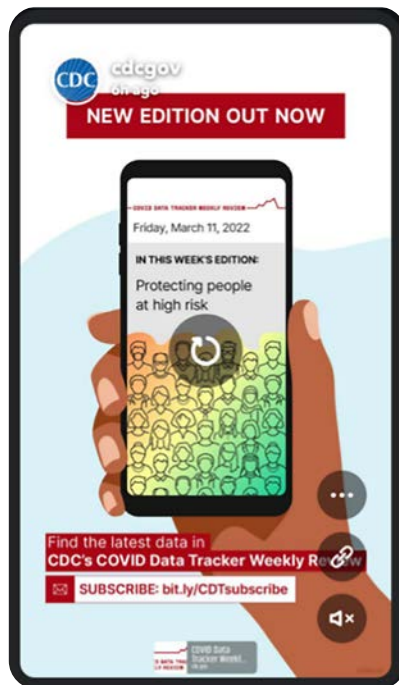 CDC
cdcgov
6h ago
NEW EDITION OUT NOW
COVID DATA TRACKER WEEKLY REVIEW
Friday, March 11, 2022
IN THIS WEEK'S EDITION:
Protecting people
at high risk
Find the latest data in
CDC's COVID Data Tracker Weekly Review
SUBSCRIBE: bit.ly/CDTsubscribe
COVID Data
Tracker Weekl...